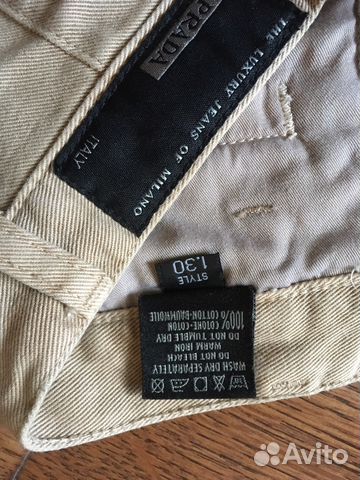 PRADA
THE LUXURY JEANS OF MILANO
ITALY
STYLE
1.30
WASH DRY SEPARATELY
DO NOT BLEACH
WARM IRON
DO NOT TUMBLE DRY
100% COTONE-COTON
COTTON-BAUMWOLLE
Avito